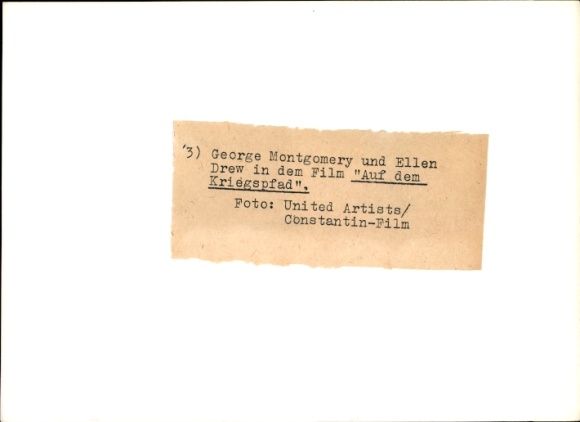 '3) George Montgomery und Ellen
Drew in dem Film "Auf dem
Kriegspfad".
Foto: United Artists/
Constantin-Film